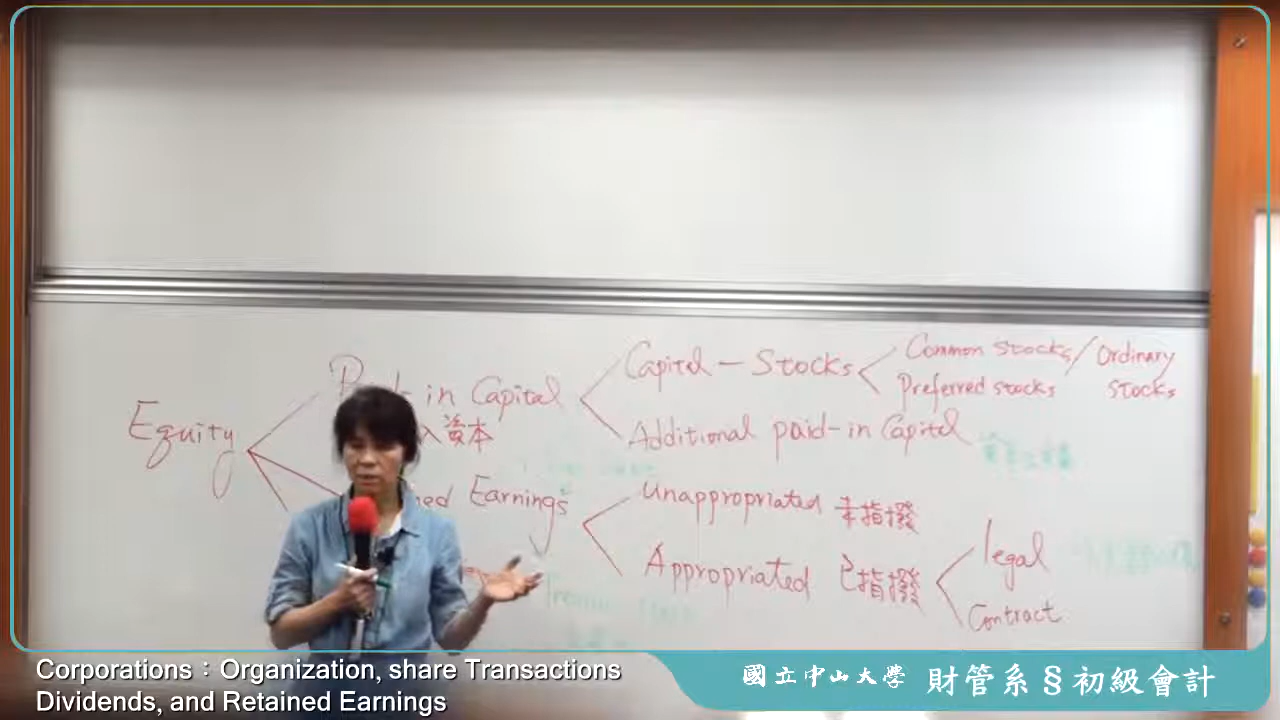 Capital - Stocks
Common stocks / Ordinary stocks
Preferred stocks
in Capital
入資本
Additional paid-in Capital
Equity
Earnings
Unappropriated 未指撥
Appropriated 已指撥
legal
Contract
Corporations：Organization, share Transactions
Dividends, and Retained Earnings
國立中山大學 財管系§初級會計